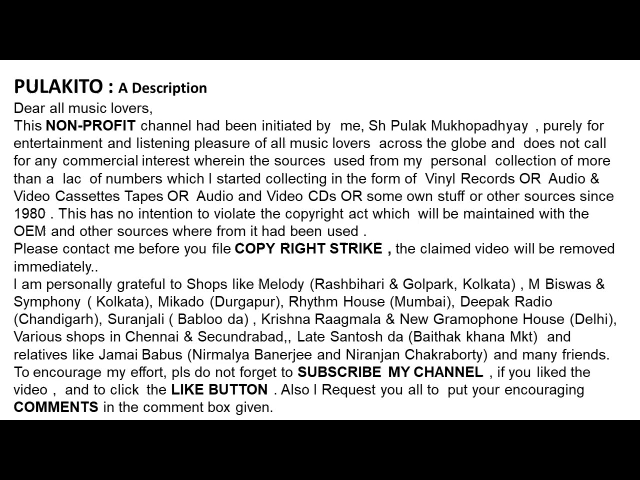 PULAKITO : A Description
Dear all music lovers,
This NON-PROFIT channel had been initiated by me, Sh Pulak Mukhopadhyay , purely for
entertainment and listening pleasure of all music lovers across the globe and does not call
for any commercial interest wherein the sources used from my personal collection of more
than a lac of numbers which I started collecting in the form of Vinyl Records OR Audio &
Video Cassettes Tapes OR Audio and Video CDs OR some own stuff or other sources since
1980 . This has no intention to violate the copyright act which will be maintained with the
OEM and other sources where from it had been used .
Please contact me before you file COPY RIGHT STRIKE , the claimed video will be removed
immediately..
I am personally grateful to Shops like Melody (Rashbihari & Golpark, Kolkata) , M Biswas &
Symphony ( Kolkata), Mikado (Durgapur), Rhythm House (Mumbai), Deepak Radio
(Chandigarh), Suranjali ( Babloo da) , Krishna Raagmala & New Gramophone House (Delhi),
Various shops in Chennai & Secundrabad,, Late Santosh da (Baithak khana Mkt) and
relatives like Jamai Babus (Nirmalya Banerjee and Niranjan Chakraborty) and many friends.
To encourage my effort, pls do not forget to SUBSCRIBE MY CHANNEL , if you liked the
video , and to click the LIKE BUTTON . Also I Request you all to put your encouraging
COMMENTS in the comment box given.